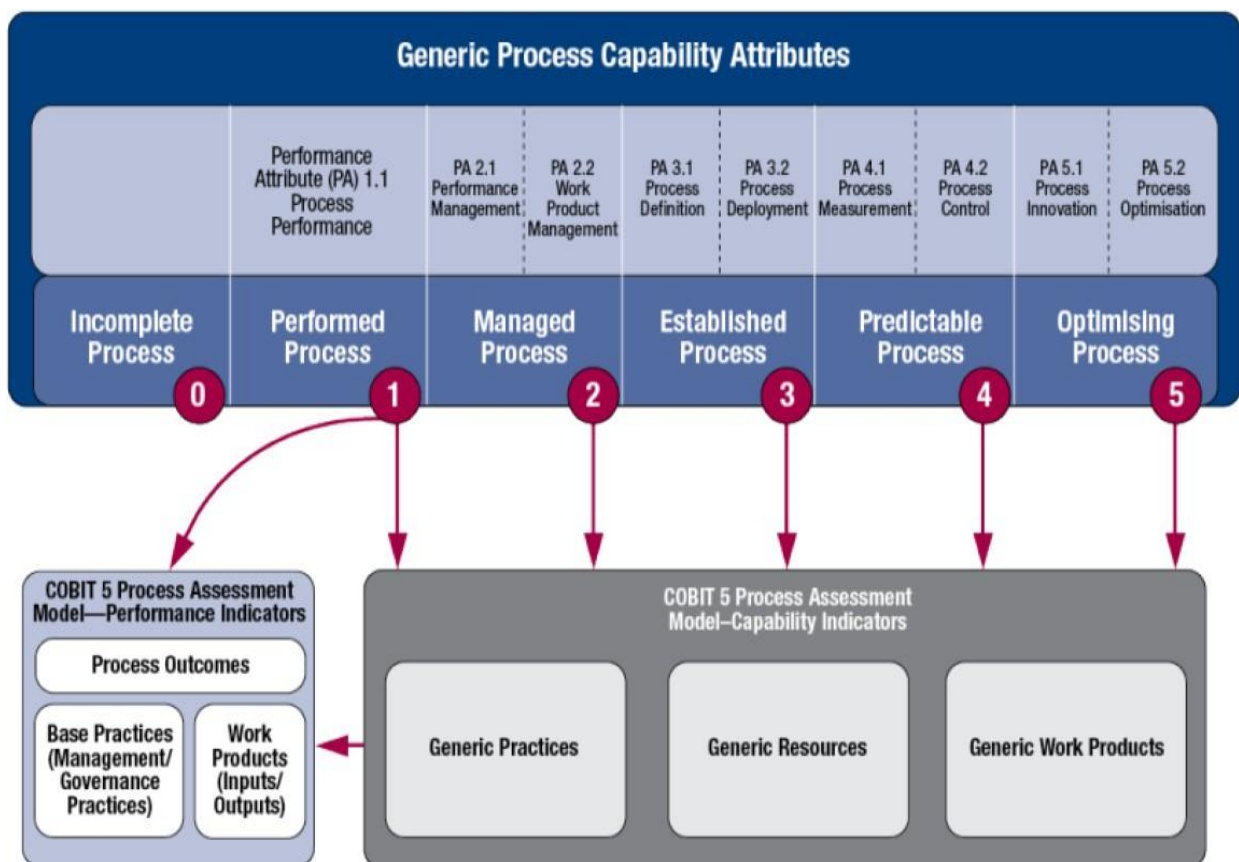 Generic Process Capability Attributes
Performance
Attribute (PA) 1.1
Process
Performance
PA 2.1
Performance
Management
PA 2.2
Work
Product
Management
PA 3.1
Process
Definition
PA 3.2
Process
Deployment
PA 4.1
Process
Measurement
PA 4.2
Process
Control
PA 5.1
Process
Innovation
PA 5.2
Process
Optimisation
Incomplete
Process
0
Performed
Process
1
Managed
Process
2
Established
Process
3
Predictable
Process
4
Optimising
Process
5
COBIT 5 Process Assessment
Model—Performance Indicators
Process Outcomes
Base Practices
(Management/
Governance
Practices)
Work
Products
(Inputs/
Outputs)
COBIT 5 Process Assessment
Model–Capability Indicators
Generic Practices
Generic Resources
Generic Work Products